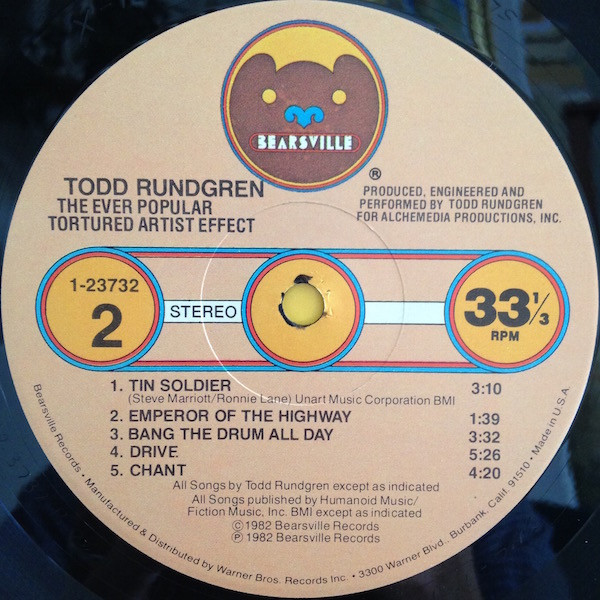 BEARSVILLE
®
TODD RUNDGREN
THE EVER POPULAR
TORTURED ARTIST EFFECT
PRODUCED, ENGINEERED AND
PERFORMED BY TODD RUNDGREN
FOR ALCHEMEDIA PRODUCTIONS, INC.
1-23732
2
STEREO
33 1/3
RPM
1. TIN SOLDIER 3:10
(Steve Marriott/Ronnie Lane) Unart Music Corporation BMI
2. EMPEROR OF THE HIGHWAY 1:39
3. BANG THE DRUM ALL DAY 3:32
4. DRIVE 5:26
5. CHANT 4:20
All Songs by Todd Rundgren except as indicated
All Songs published by Humanoid Music/
Fiction Music, Inc. BMI except as indicated
©1982 Bearsville Records
℗ 1982 Bearsville Records
Bearsville Records • Manufactured & Distributed by Warner Bros. Records Inc. • 3300 Warner Blvd., Burbank, Calif. 91510 • Made in U.S.A.